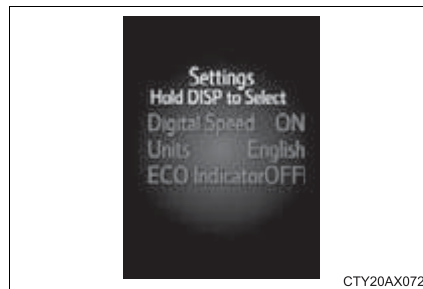 Settings
Hold DISP to Select
Digital Speed ON
Units English
ECO Indicator OFF
CTY20AX072